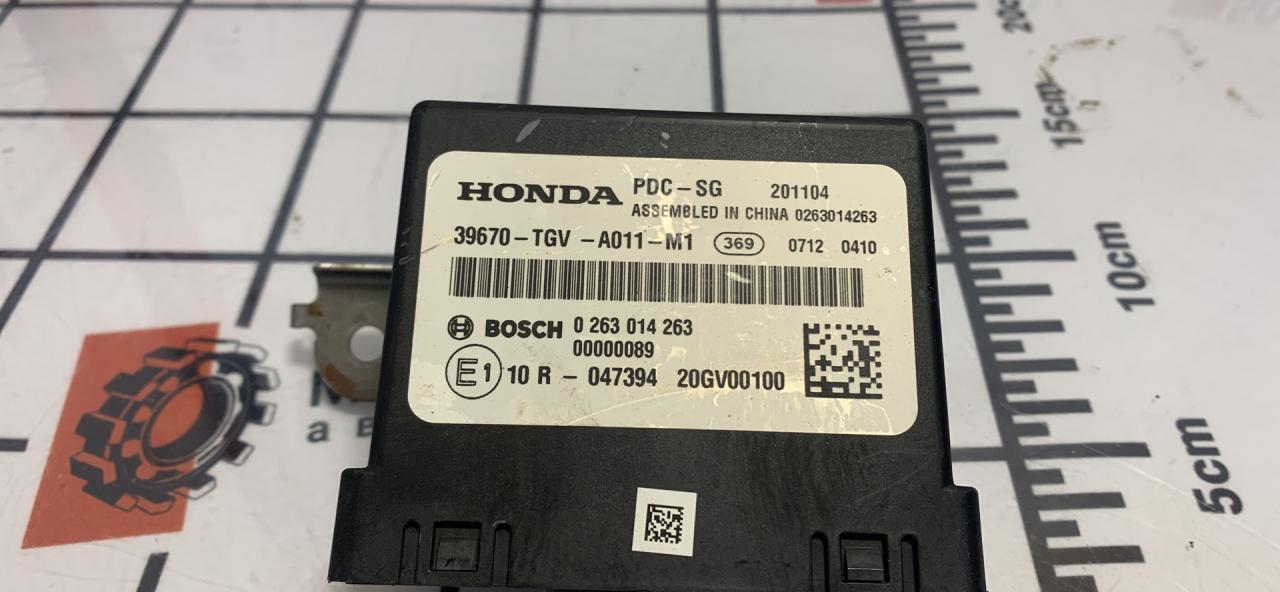 HONDA PDC-SG 201104
ASSEMBLED IN CHINA 0263014263
39670-TGV -A011-M1 369 0712 0410
BOSCH 0 263 014 263
00000089
E1 10 R - 047394 20GV00100
20cm
15cm
10cm
5cm